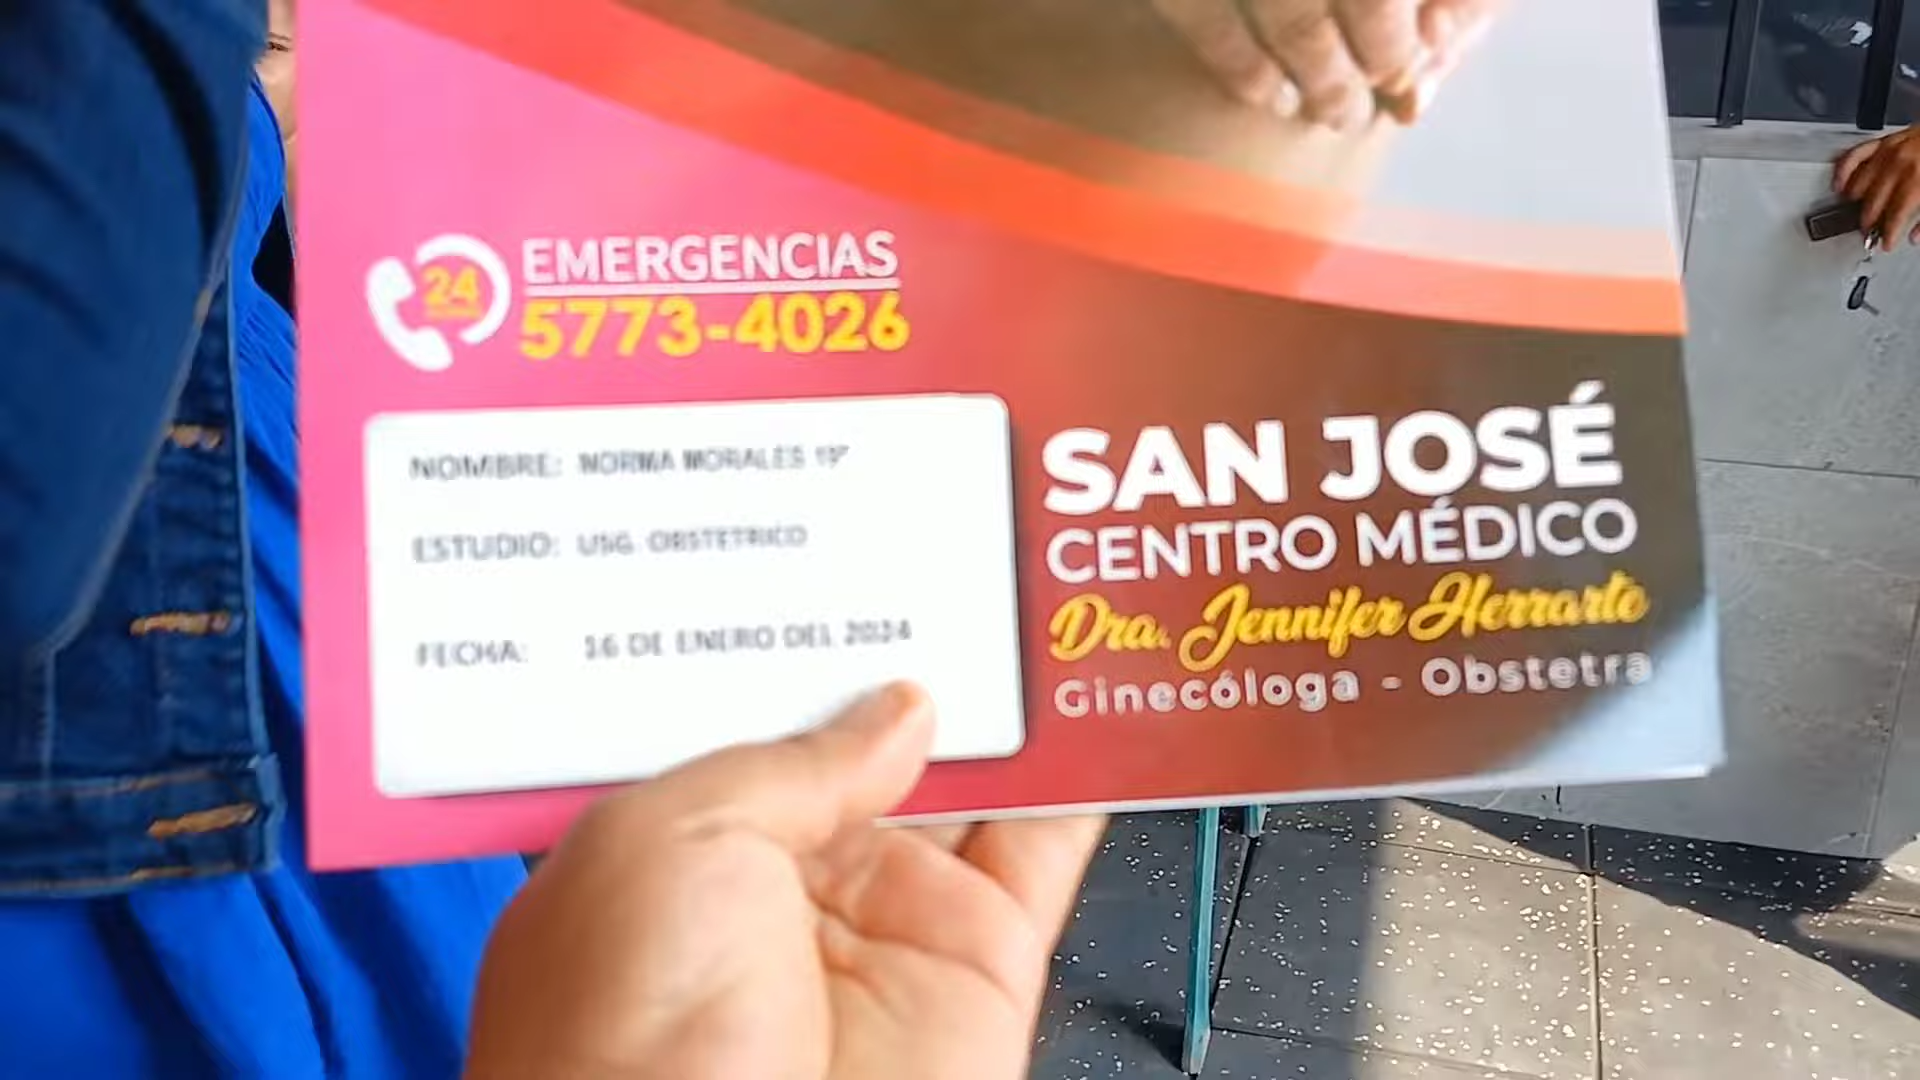 24
EMERGENCIAS
5773-4026
NOMBRE: NORMA MORALES
ESTUDIO: USG. OBSTETRICO
FECHA: 16 DE ENERO DEL 2024
SAN JOSÉ
CENTRO MÉDICO
Dra. Jennifer Herrarte
Ginecóloga - Obstetra